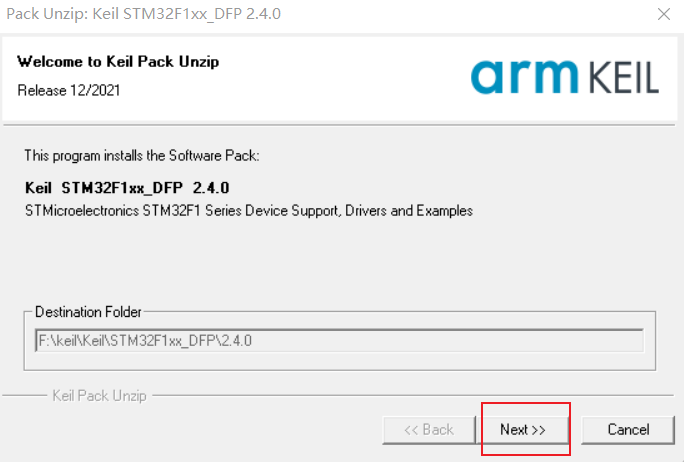 Pack Unzip: Keil STM32F1xx_DFP 2.4.0
Welcome to Keil Pack Unzip
Release 12/2021
arm KEIL
This program installs the Software Pack:
Keil STM32F1xx_DFP 2.4.0
STMicroelectronics STM32F1 Series Device Support, Drivers and Examples
Destination Folder
F:\keil\Keil\STM32F1xx_DFP\2.4.0
Keil Pack Unzip
<< Back Next >> Cancel